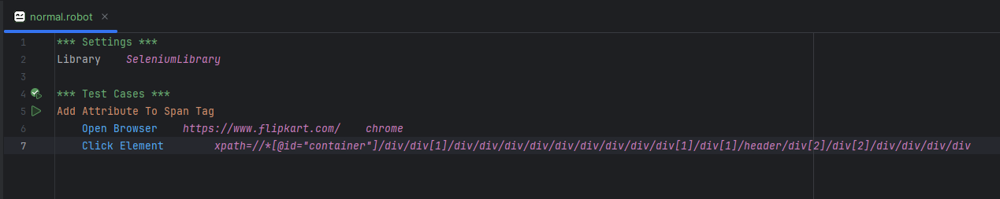 normal.robot
1 *** Settings ***
2 Library    SeleniumLibrary
3
4 *** Test Cases ***
5 Add Attribute To Span Tag
6     Open Browser    https://www.flipkart.com/    chrome
7     Click Element        xpath=//*[@id="container"]/div/div[1]/div/div/div/div/div/div/div/div/div[1]/div[1]/header/div[2]/div[2]/div/div/div/div